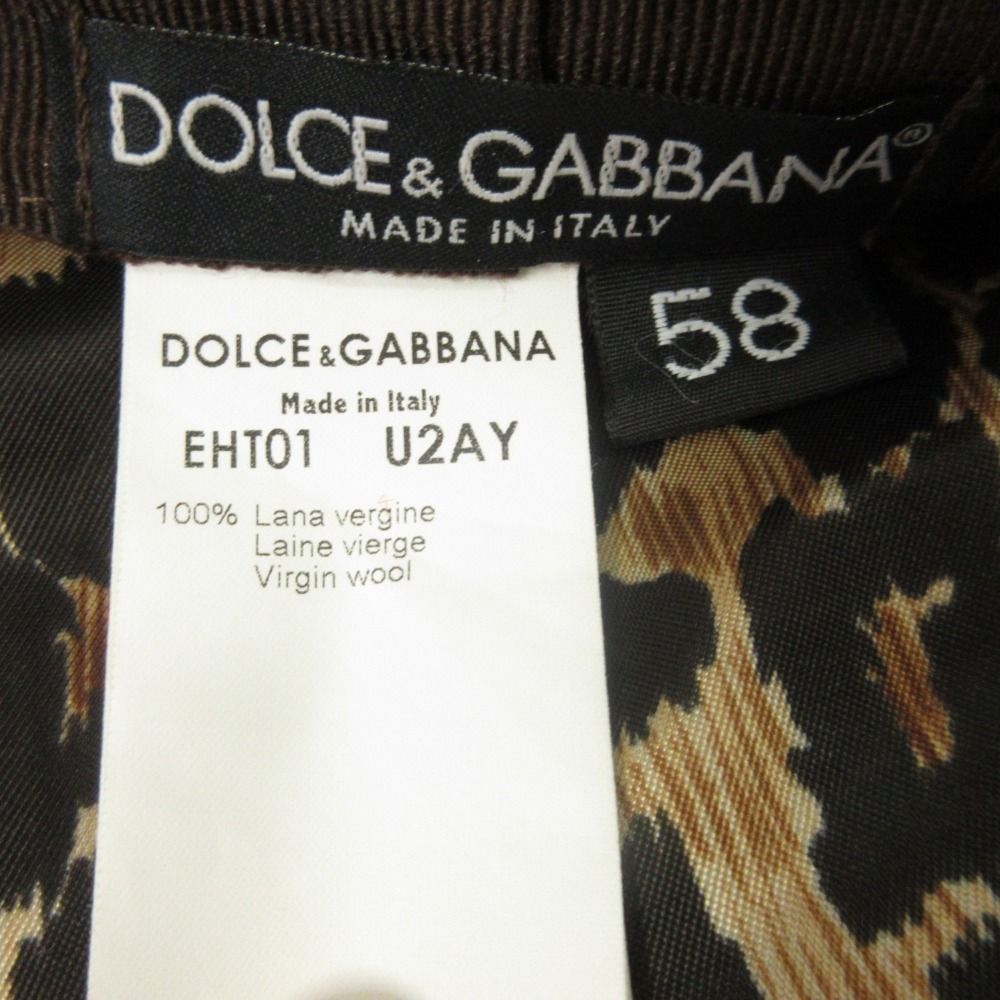 DOLCE & GABBANA®
MADE IN ITALY
58
DOLCE & GABBANA
Made in Italy
EHT01 U2AY
100% Lana vergine
Laine vierge
Virgin wool